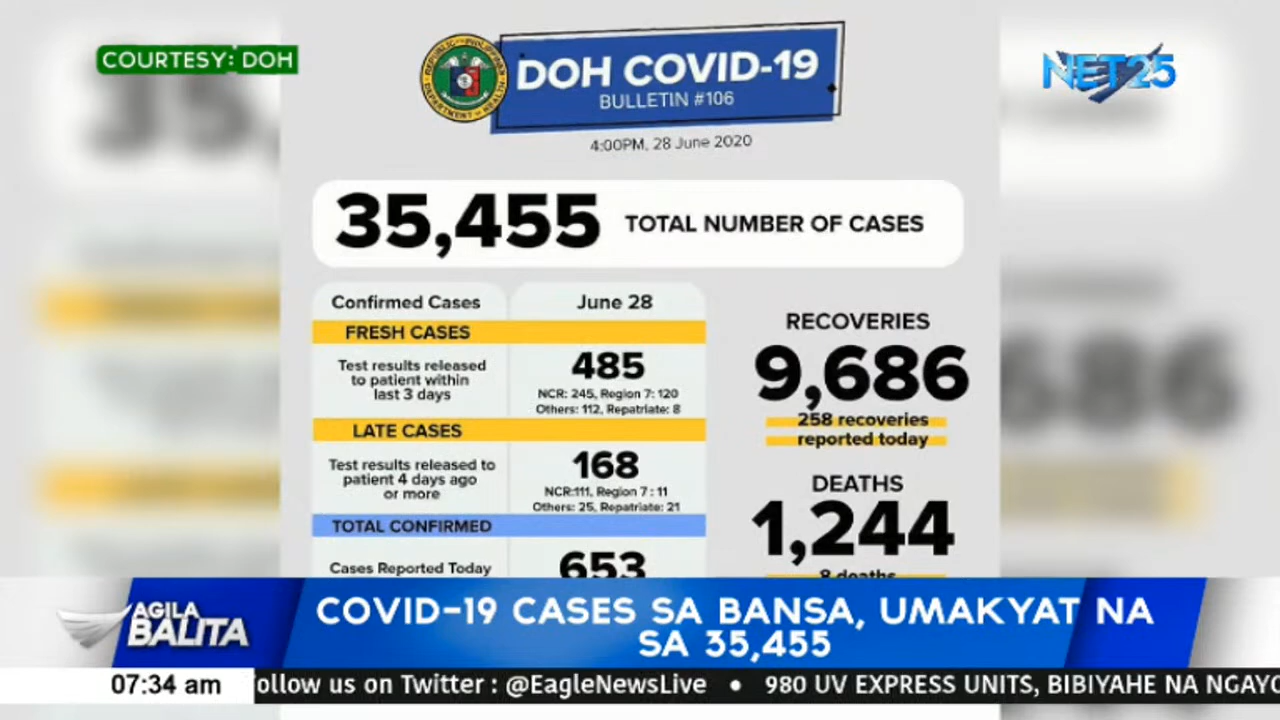 COURTESY: DOH
NET25
DOH COVID-19
BULLETIN #106
4:00PM, 28 June 2020
35,455 TOTAL NUMBER OF CASES
Confirmed Cases June 28
FRESH CASES
Test results released
to patient within
last 3 days
485
NCR: 245, Region 7: 120
Others: 112, Repatriate: 8
LATE CASES
Test results released to
patient 4 days ago
or more
168
NCR:111, Region 7 : 11
Others: 25, Repatriate: 21
TOTAL CONFIRMED
Cases Reported Today
653
RECOVERIES
9,686
258 recoveries
reported today
DEATHS
1,244
8 deaths
AGILA
BALITA
COVID-19 CASES SA BANSA, UMAKYAT NA
SA 35,455
07:34 am
ollow us on Twitter : @EagleNewsLive • 980 UV EXPRESS UNITS, BIBIYAHE NA NGAYO